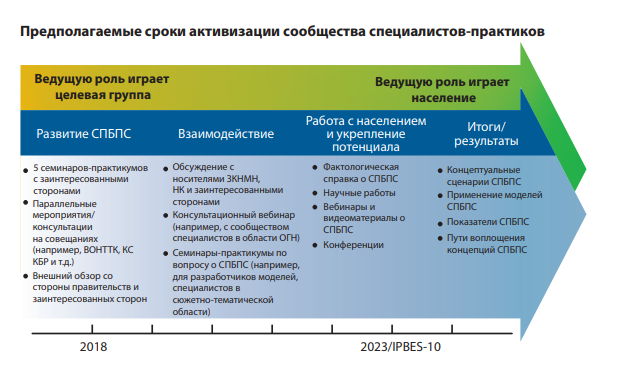 Предполагаемые сроки активизации сообщества специалистов-практиков
Ведущую роль играет
целевая группа
Ведущую роль играет
население
Развитие СПБПС
Взаимодействие
Работа с населением
и укрепление
потенциала
Итоги/
результаты
• 5 семинаров-практикумов
с заинтересованными
сторонами
• Параллельные
мероприятия/
консультации
на совещаниях
(например, ВОНТТК, КС
КБР и т.д.)
• Внешний обзор со
стороны правительств и
заинтересованных сторон
• Обсуждение с
носителями ЗКНМН,
НК и заинтересованными
сторонами
• Консультационный вебинар
(например, с сообществом
специалистов в области ОГН)
• Семинары-практикумы по
вопросу о СПБПС (например,
для разработчиков моделей,
специалистов в
сюжетно-тематической
области)
• Фактологическая
справка о СПБПС
• Научные работы
• Вебинары и
видеоматериалы о
СПБПС
• Конференции
• Концептуальные
сценарии СПБПС
• Применение моделей
СПБПС
• Показатели СПБПС
• Пути воплощения
концепций СПБПС
2018
2023/IPBES-10